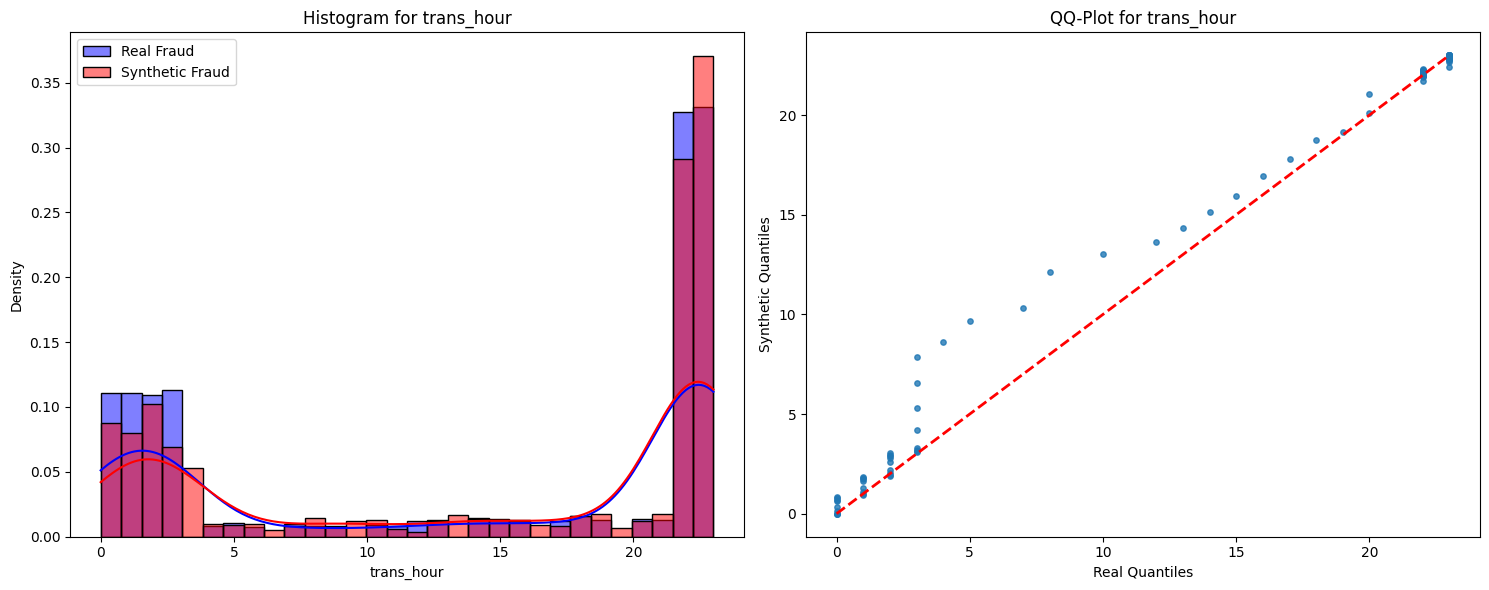 Histogram for trans_hour
Real Fraud
Synthetic Fraud
Density
0.35
0.30
0.25
0.20
0.15
0.10
0.05
0.00
0 5 10 15 20
trans_hour
QQ-Plot for trans_hour
Synthetic Quantiles
20
15
10
5
0
0 5 10 15 20
Real Quantiles